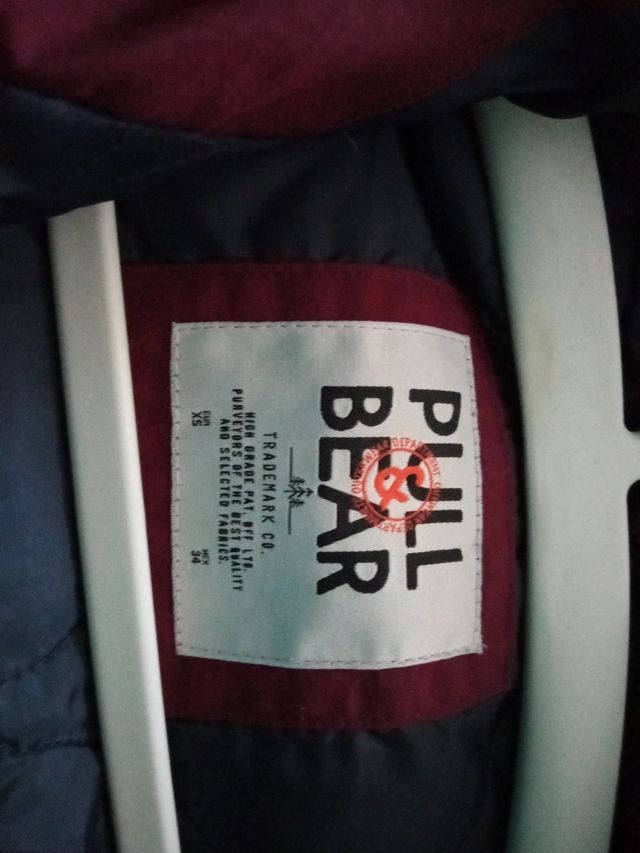 PULL
&
BEAR
TRADEMARK CO.
HIGH GRADE PAT. OFF LTD.
PURVEYORS OF THE BEST QUALITY
AND SELECTED FABRICS.
EUR XS
MEX 34